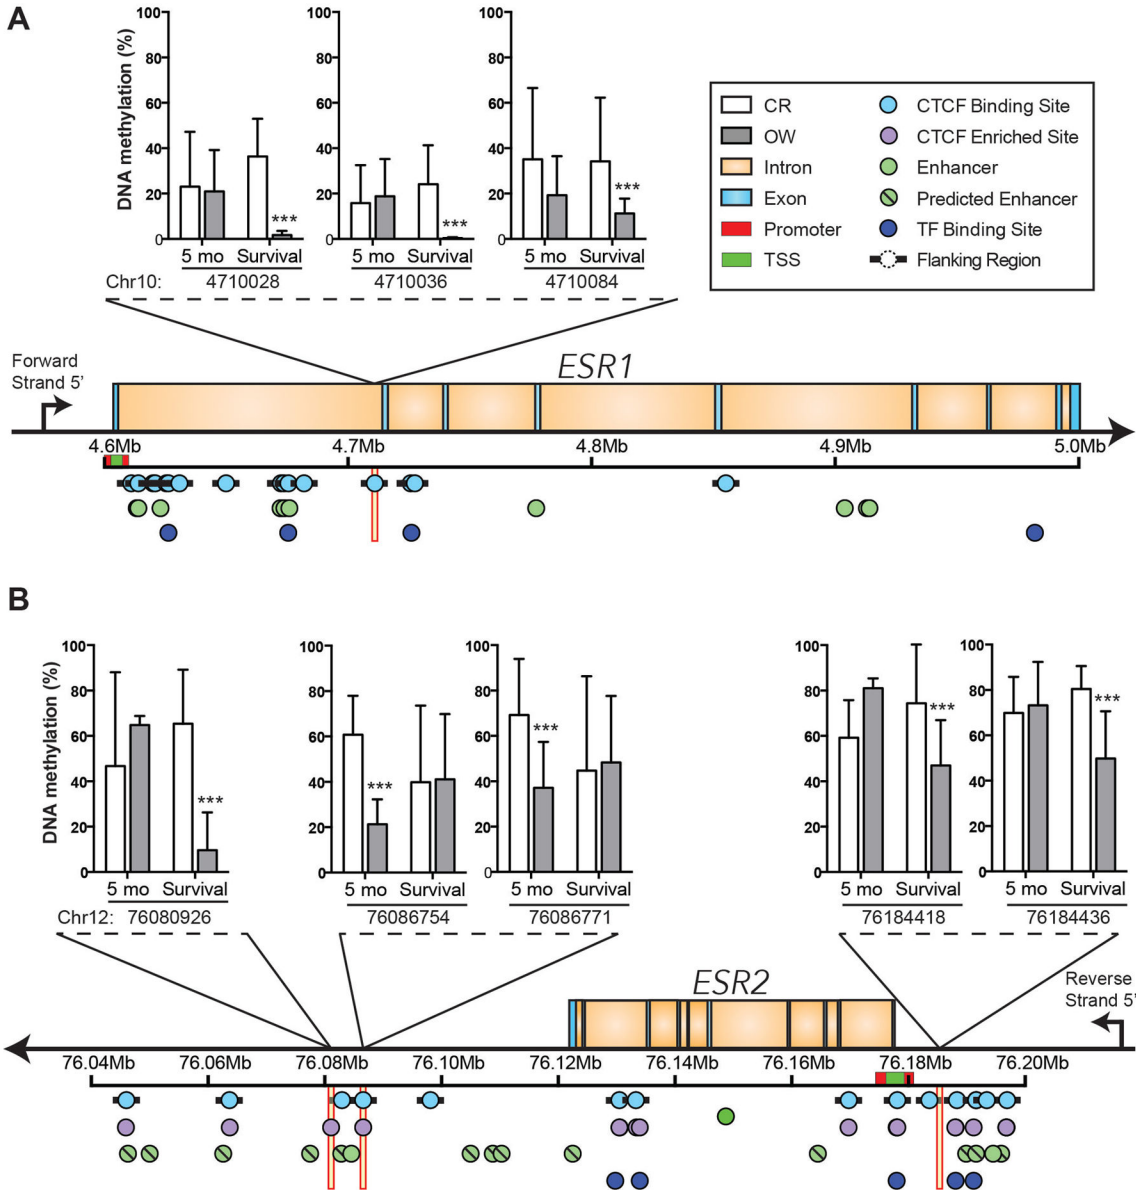 A
DNA methylation (%)
100
80
60
40
20
0
100
80
60
40
20
0
100
80
60
40
20
0
***
***
***
5 mo Survival
5 mo Survival
5 mo Survival
Chr10: 4710028
4710036
4710084
CR
OW
Intron
Exon
Promoter
TSS
CTCF Binding Site
CTCF Enriched Site
Enhancer
Predicted Enhancer
TF Binding Site
Flanking Region
Forward
Strand 5'
ESR1
4.6Mb 4.7Mb 4.8Mb 4.9Mb 5.0Mb
B
DNA methylation (%)
100
80
60
40
20
0
100
80
60
40
20
0
100
80
60
40
20
0
100
80
60
40
20
0
100
80
60
40
20
0
***
***
***
***
***
5 mo Survival
5 mo Survival
5 mo Survival
5 mo Survival
5 mo Survival
Chr12: 76080926
76086754
76086771
76184418
76184436
ESR2
Reverse
Strand 5'
76.04Mb 76.06Mb 76.08Mb 76.10Mb 76.12Mb 76.14Mb 76.16Mb 76.18Mb 76.20Mb